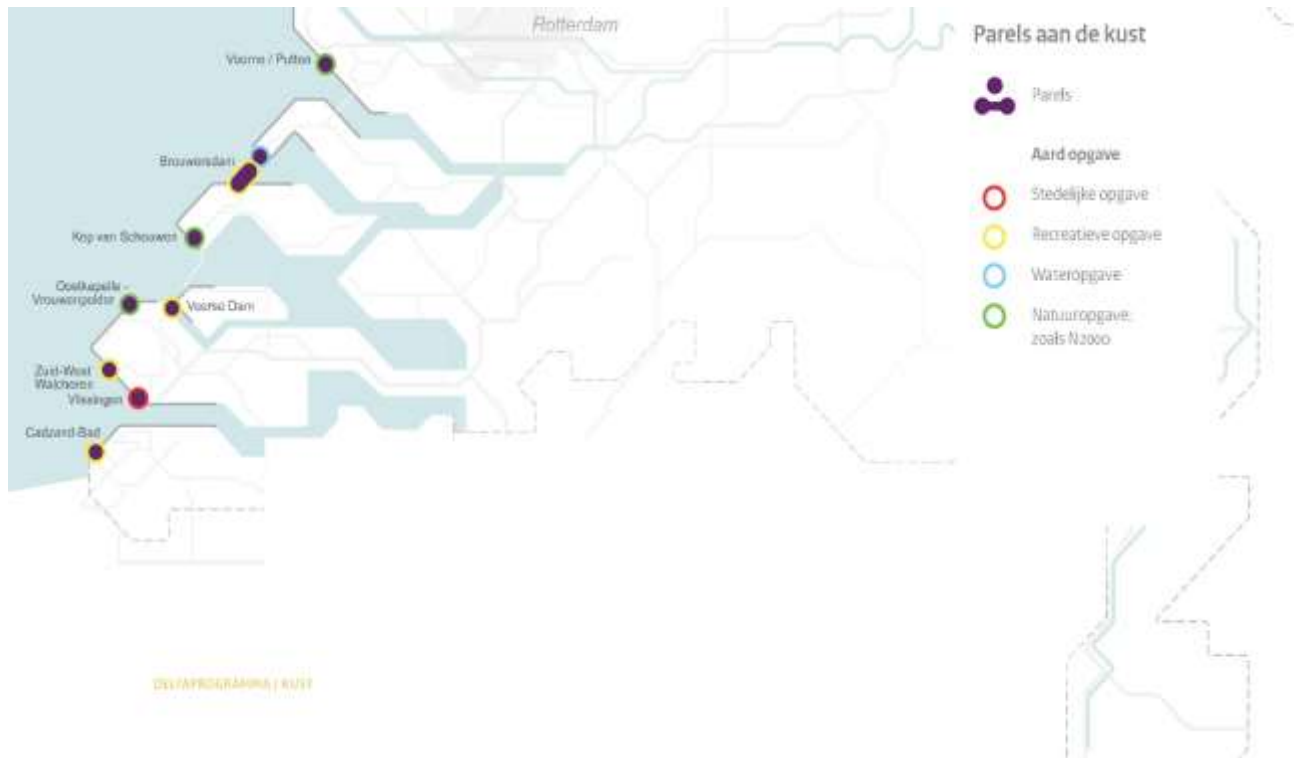 Rotterdam
Voorne / Putten
Brouwersdam
Kop van Schouwen
Oostkapelle -
Vrouwenpolder
Veerse Dam
Zuid-West
Walcheren
Vlissingen
Cadzand-Bad
Parels aan de kust
Parels
Aard opgave
Stedelijke opgave
Recreatieve opgave
Wateropgave
Natuuropgave,
zoals N2000
DELTAPROGRAMMA | KUST